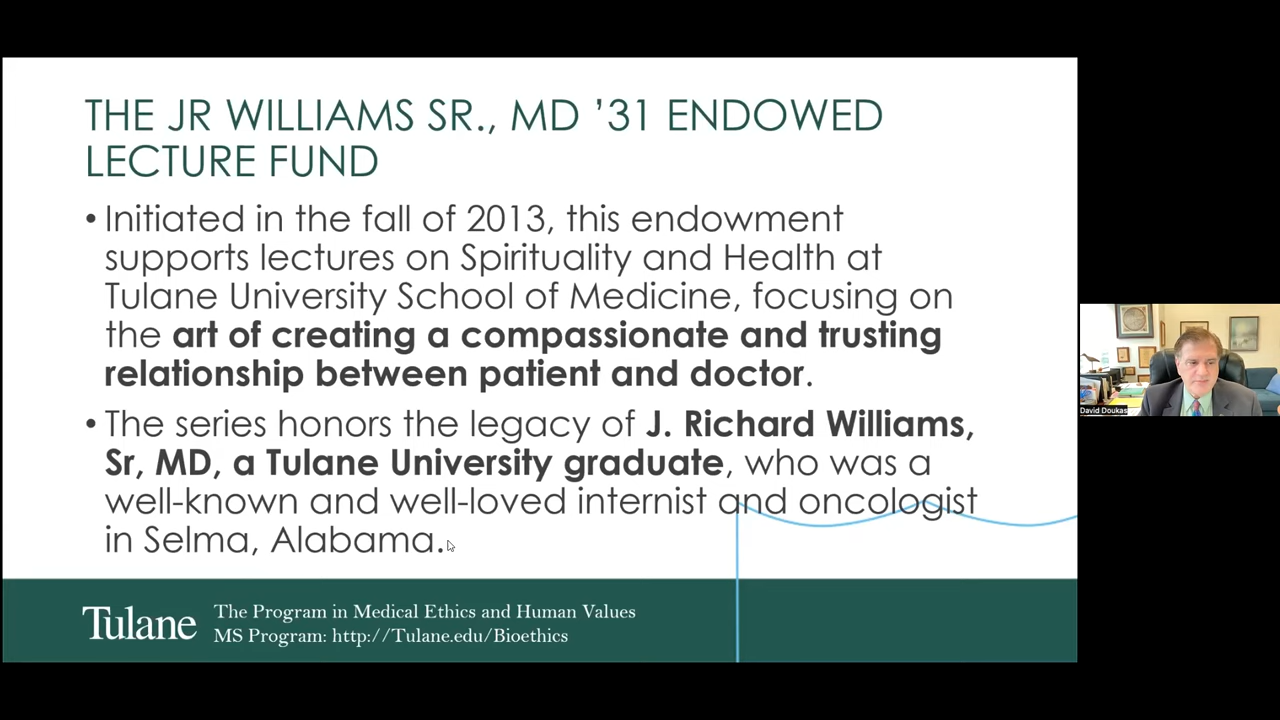 THE JR WILLIAMS SR., MD ’31 ENDOWED
LECTURE FUND
• Initiated in the fall of 2013, this endowment
supports lectures on Spirituality and Health at
Tulane University School of Medicine, focusing on
the art of creating a compassionate and trusting
relationship between patient and doctor.
• The series honors the legacy of J. Richard Williams,
Sr, MD, a Tulane University graduate, who was a
well-known and well-loved internist and oncologist
in Selma, Alabama.
Tulane
The Program in Medical Ethics and Human Values
MS Program: http://Tulane.edu/Bioethics
David Doukas